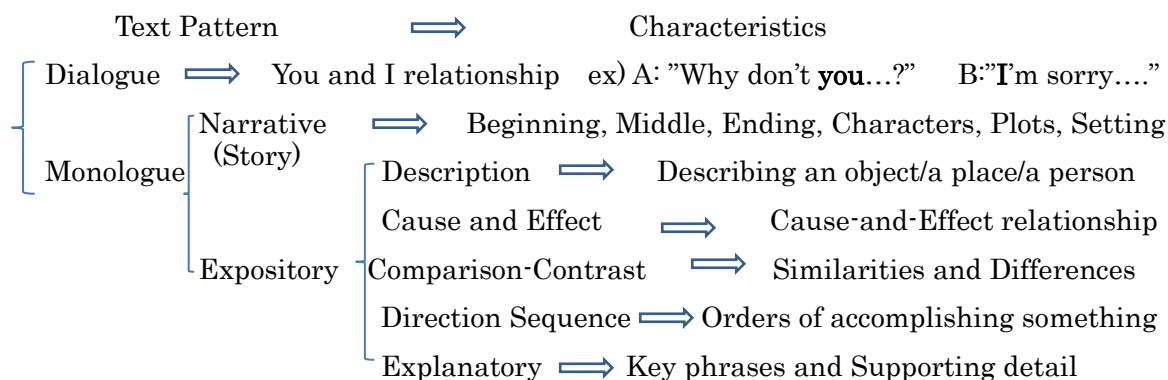 Text Pattern Characteristics
Dialogue You and I relationship ex) A: ”Why don’t you…?” B:”I’m sorry….”
Narrative Beginning, Middle, Ending, Characters, Plots, Setting
(Story)
Monologue Description Describing an object/a place/a person
Cause and Effect Cause-and-Effect relationship
Expository Comparison-Contrast Similarities and Differences
Direction Sequence Orders of accomplishing something
Explanatory Key phrases and Supporting detail